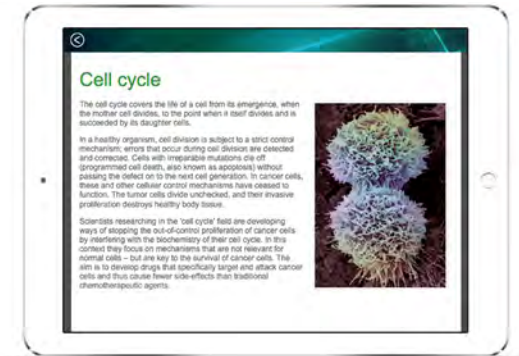 Cell cycle
The cell cycle covers the life of a cell from its emergence, when
the mother cell divides, to the point when it itself divides and is
succeeded by its daughter cells.
In a healthy organism, cell division is subject to a strict control
mechanism; errors that occur during cell division are detected
and corrected. Cells with irreparable mutations die off
(programmed cell death, also known as apoptosis) without
passing the defect on to the next cell generation. In cancer cells,
these and other cellular control mechanisms have ceased to
function. The tumor cells divide unchecked, and their invasive
proliferation destroys healthy body tissue.
Scientists researching in the 'cell cycle' field are developing
ways of stopping the out-of-control proliferation of cancer cells
by interfering with the biochemistry of their cell cycle. In this
context they focus on mechanisms that are not relevant for
normal cells – but are key to the survival of cancer cells. The
aim is to develop drugs that specifically target and attack cancer
cells and thus cause fewer side-effects than traditional
chemotherapeutic agents.